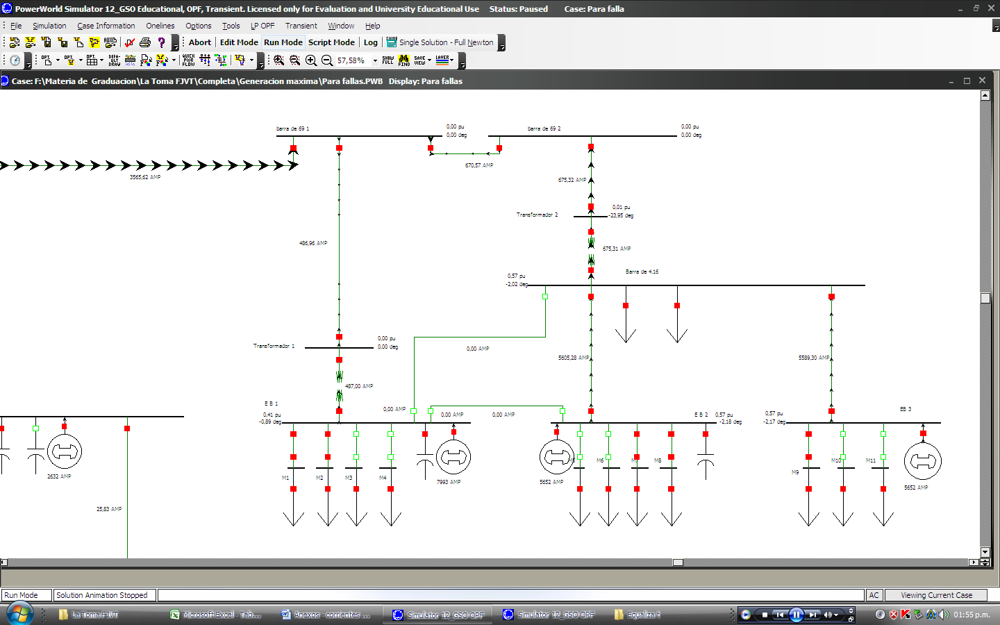 PowerWorld Simulator 12_GSO Educational, OPF, Transient. Licensed only for Evaluation and University Educational Use    Status: Paused    Case: Para falla
File Simulation Case Information Onelines Options Tools LP OPF Transient Window Help
Abort Edit Mode Run Mode Script Mode Log Single Solution - Full Newton
57,58%
Case: F:\Materia de Graduacion\La Toma FJVT\Completa\Generacion maxima\Para fallas.PWB   Display: Para fallas
Barra de 69 1
0,00 pu
0,00 deg
Barra de 69 2
0,00 pu
0,00 deg
670,57 AMP
3565,62 AMP
675,32 AMP
Transformador 2
0,01 pu
-23,95 deg
486,96 AMP
675,31 AMP
Barra de 4.16
0,57 pu
-2,02 deg
Transformador 1
0,00 pu
0,00 deg
0,00 AMP
5605,28 AMP
5589,30 AMP
487,00 AMP
E B 1
0,41 pu
-0,89 deg
0,00 AMP
0,00 AMP
0,00 AMP
E B 2
0,57 pu
-2,18 deg
0,57 pu
-2,17 deg
EB 3
M1 M2 M3 M4
M6 M8
M9 M10 M11
2632 AMP
7993 AMP
5652 AMP
5652 AMP
25,83 AMP
Run Mode Solution Animation Stopped AC Viewing Current Case
La Toma FJVT Microsoft Excel - Tab... Anexos - corrientes ... Simulator 12_GSO OPF Simulator 12_GSO OPF Equaliza t 01:55 p.m.